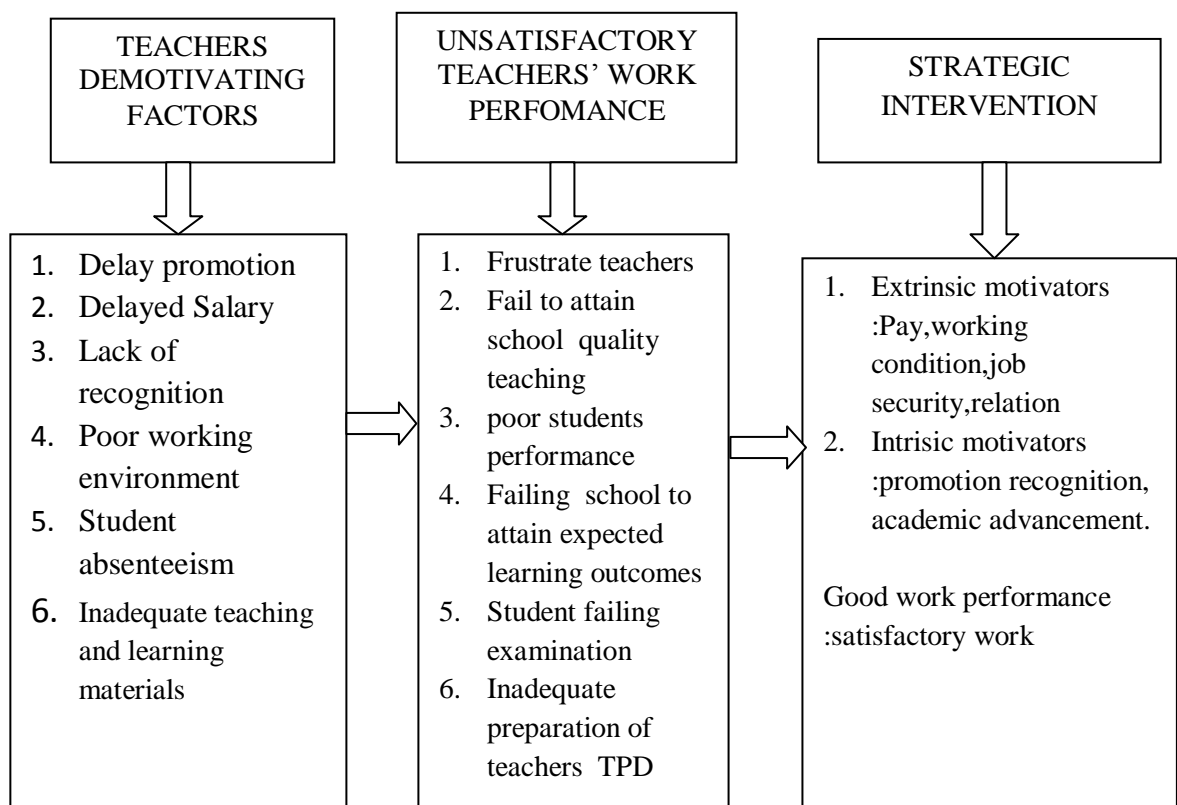 TEACHERS
DEMOTIVATING
FACTORS
UNSATISFACTORY
TEACHERS’ WORK
PERFOMANCE
STRATEGIC
INTERVENTION
1. Delay promotion
2. Delayed Salary
3. Lack of
recognition
4. Poor working
environment
5. Student
absenteeism
6. Inadequate teaching
and learning
materials
1. Frustrate teachers
2. Fail to attain
school quality
teaching
3. poor students
performance
4. Failing school to
attain expected
learning outcomes
5. Student failing
examination
6. Inadequate
preparation of
teachers TPD
1. Extrinsic motivators
:Pay,working
condition,job
security,relation
2. Intrisic motivators
:promotion recognition,
academic advancement.
Good work performance
:satisfactory work